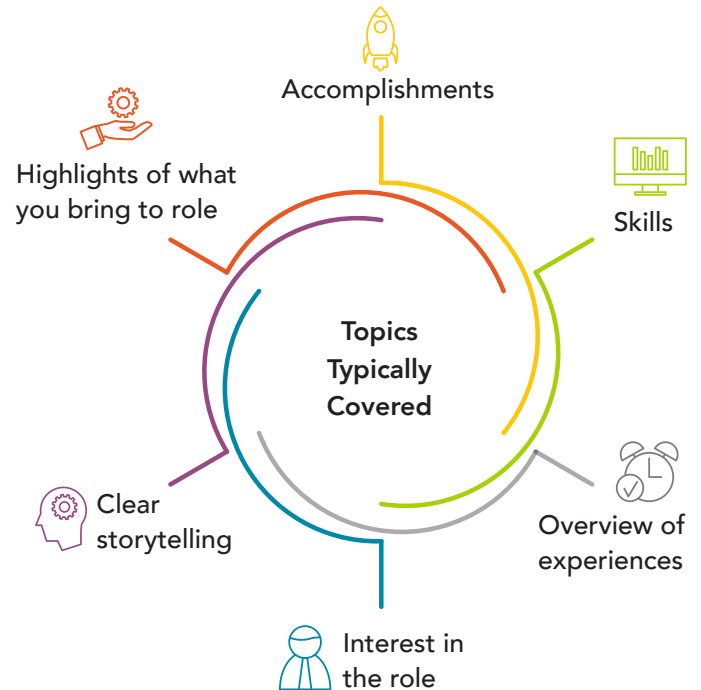 Accomplishments
Highlights of what
you bring to role
Skills
Topics
Typically
Covered
Clear
storytelling
Overview of
experiences
Interest in
the role